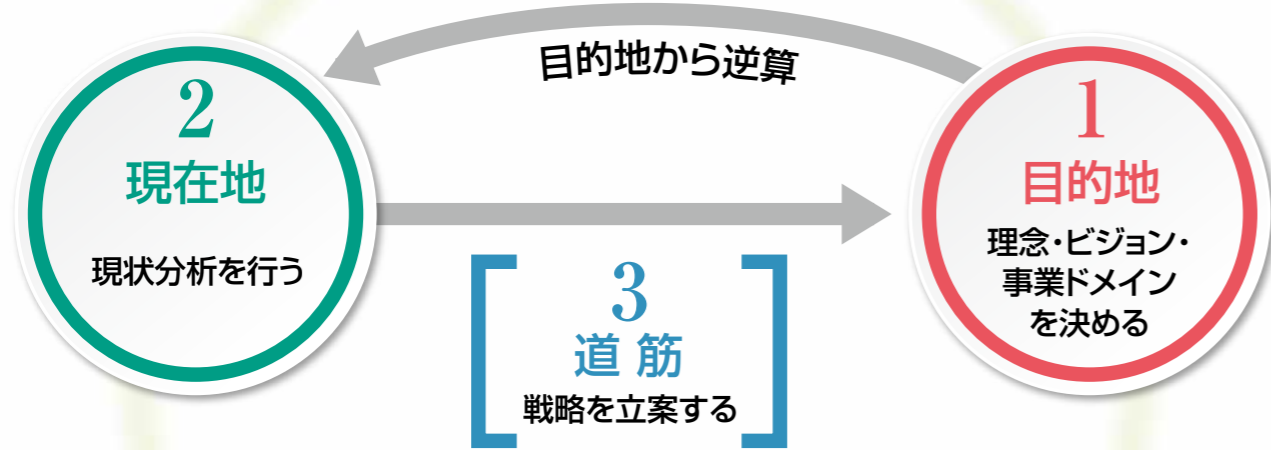 目的地から逆算
1
目的地
理念・ビジョン・
事業ドメイン
を決める
2
現在地
現状分析を行う
3
道筋
戦略を立案する